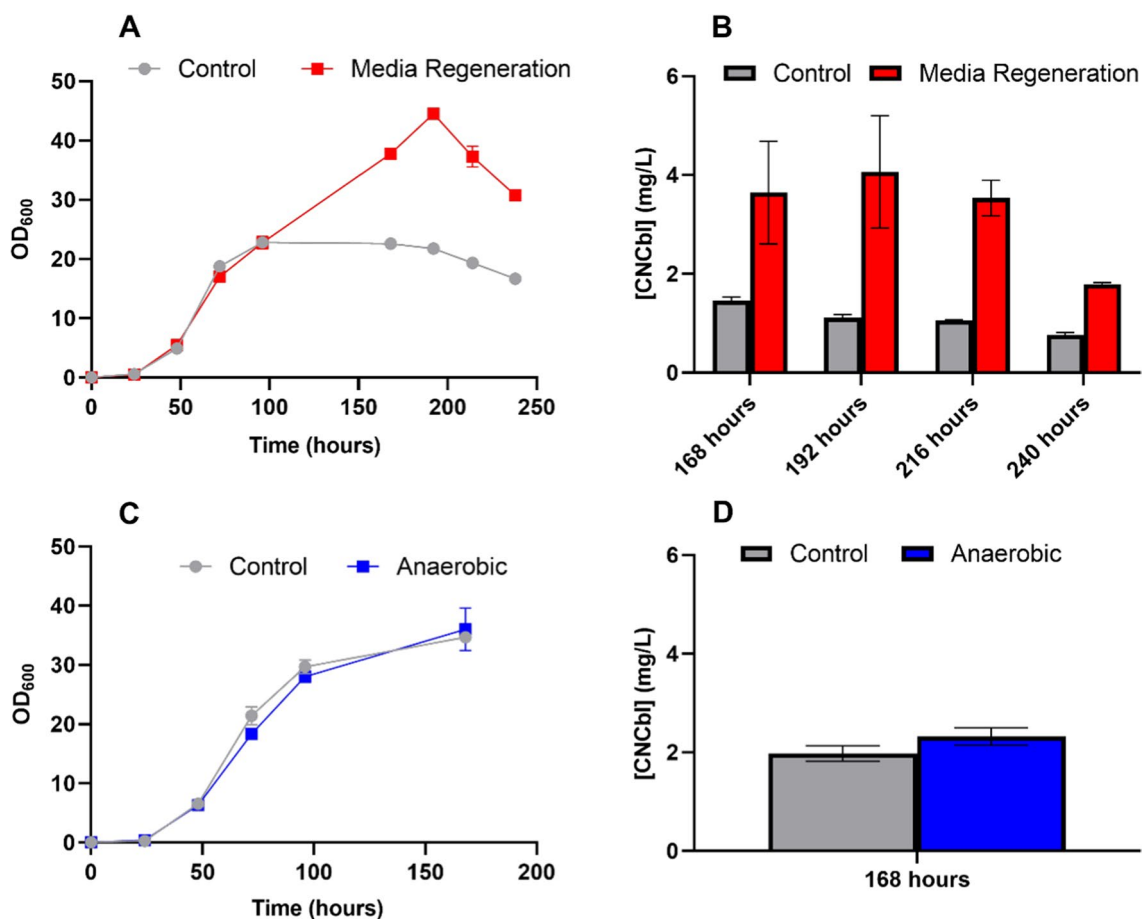 A
Control Media Regeneration
50
40
30
20
10
0
OD600
0 50 100 150 200 250
Time (hours)
B
Control Media Regeneration
6
4
2
0
[CNCbl] (mg/L)
168 hours 192 hours 216 hours 240 hours
C
Control Anaerobic
50
40
30
20
10
0
OD600
0 50 100 150 200
Time (hours)
D
Control Anaerobic
6
4
2
0
[CNCbl] (mg/L)
168 hours